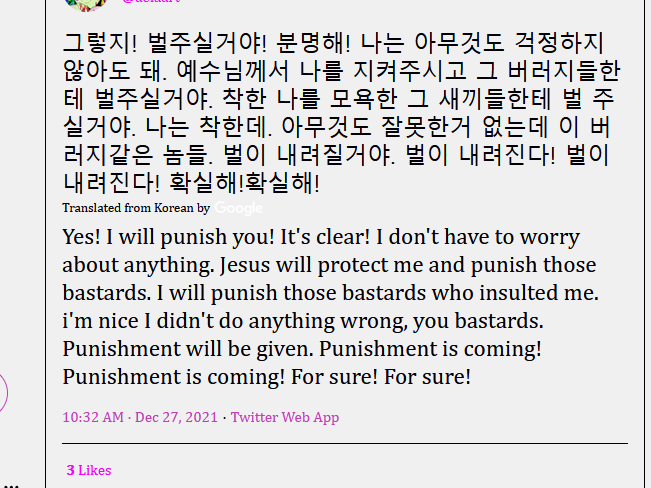 그렇지! 벌주실거야! 분명해! 나는 아무것도 걱정하지
않아도 돼. 예수님께서 나를 지켜주시고 그 버러지들한
테 벌주실거야. 착한 나를 모욕한 그 새끼들한테 벌 주
실거야. 나는 착한데. 아무것도 잘못한거 없는데 이 버
러지같은 놈들. 벌이 내려질거야. 벌이 내려진다! 벌이
내려진다! 확실해!확실해!
Translated from Korean by Google
Yes! I will punish you! It's clear! I don't have to worry
about anything. Jesus will protect me and punish those
bastards. I will punish those bastards who insulted me.
i'm nice I didn't do anything wrong, you bastards.
Punishment will be given. Punishment is coming!
Punishment is coming! For sure! For sure!
10:32 AM · Dec 27, 2021 · Twitter Web App
3 Likes